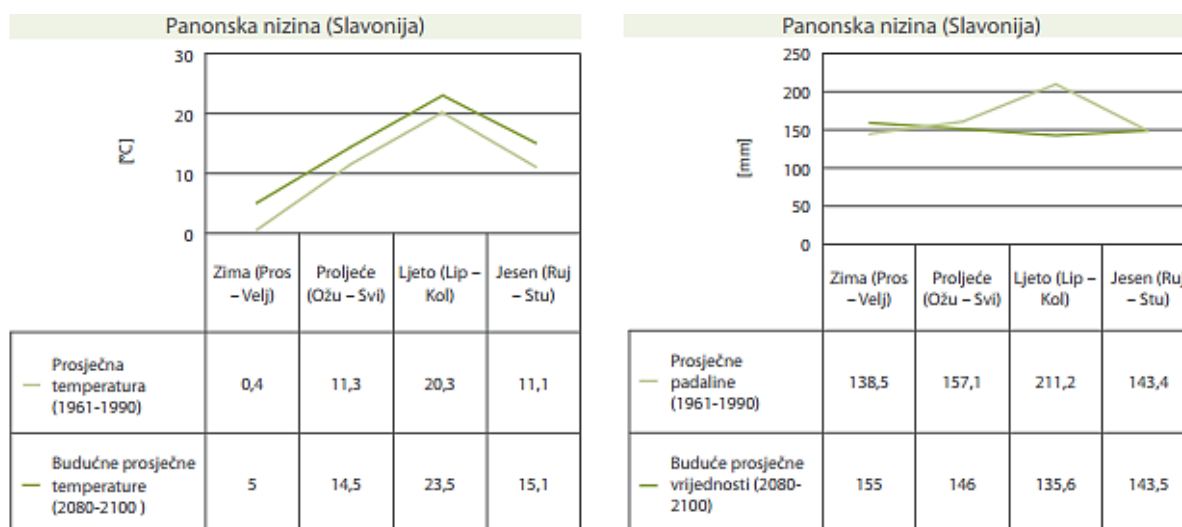 Panonska nizina (Slavonija)
30
20
10
0
[°C]
Zima (Pros
– Velj)
Proljeće
(Ožu – Svi)
Ljeto (Lip –
Kol)
Jesen (Ruj
– Stu)
Prosječna
temperatura
(1961-1990)
0,4
11,3
20,3
11,1
Budućne prosječne
temperature
(2080-2100 )
5
14,5
23,5
15,1
Panonska nizina (Slavonija)
250
200
150
100
50
0
[mm]
Zima (Pros
– Velj)
Proljeće
(Ožu – Svi)
Ljeto (Lip –
Kol)
Jesen (Ruj
– Stu)
Prosječne
padaline
(1961-1990)
138,5
157,1
211,2
143,4
Buduće prosječne
vrijednosti (2080-
2100)
155
146
135,6
143,5